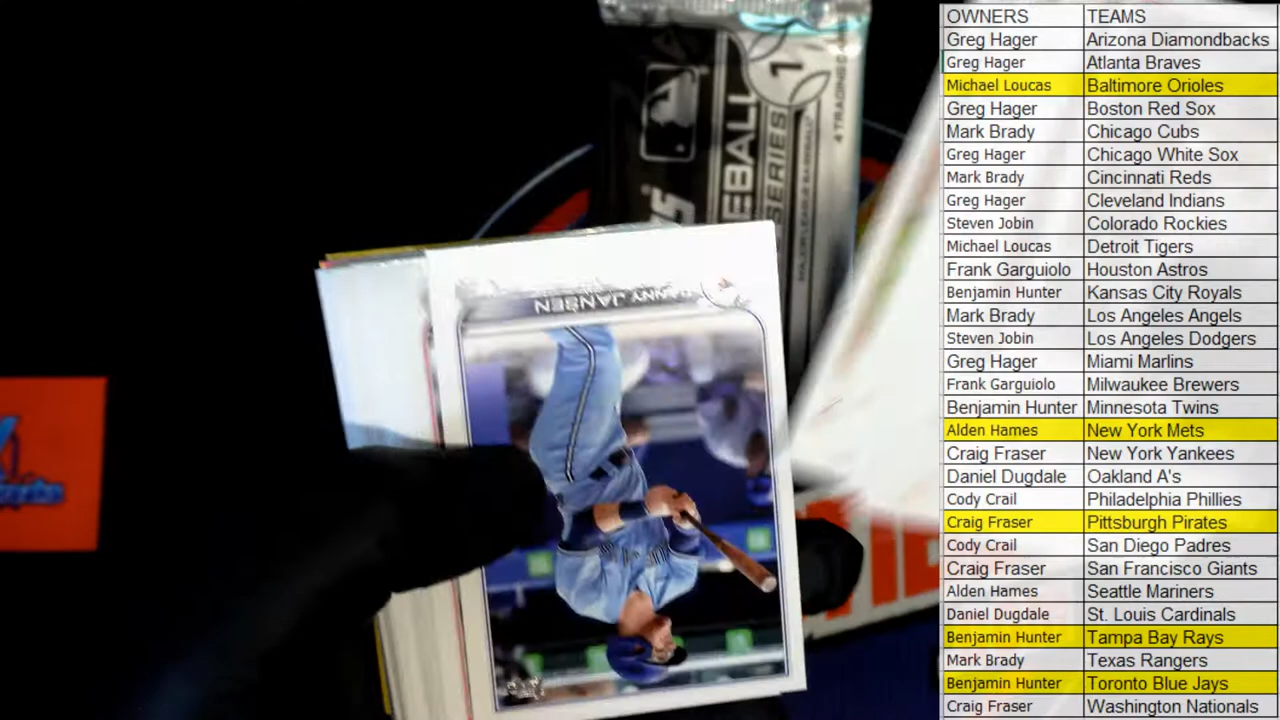 OWNERS TEAMS
Greg Hager Arizona Diamondbacks
Greg Hager Atlanta Braves
Michael Loucas Baltimore Orioles
Greg Hager Boston Red Sox
Mark Brady Chicago Cubs
Greg Hager Chicago White Sox
Mark Brady Cincinnati Reds
Greg Hager Cleveland Indians
Steven Jobin Colorado Rockies
Michael Loucas Detroit Tigers
Frank Garguiolo Houston Astros
Benjamin Hunter Kansas City Royals
Mark Brady Los Angeles Angels
Steven Jobin Los Angeles Dodgers
Greg Hager Miami Marlins
Frank Garguiolo Milwaukee Brewers
Benjamin Hunter Minnesota Twins
Alden Hames New York Mets
Craig Fraser New York Yankees
Daniel Dugdale Oakland A's
Cody Crail Philadelphia Phillies
Craig Fraser Pittsburgh Pirates
Cody Crail San Diego Padres
Craig Fraser San Francisco Giants
Alden Hames Seattle Mariners
Daniel Dugdale St. Louis Cardinals
Benjamin Hunter Tampa Bay Rays
Mark Brady Texas Rangers
Benjamin Hunter Toronto Blue Jays
Craig Fraser Washington Nationals
SERIES 1
MAJOR LEAGUE BASEBALL
JANSEN